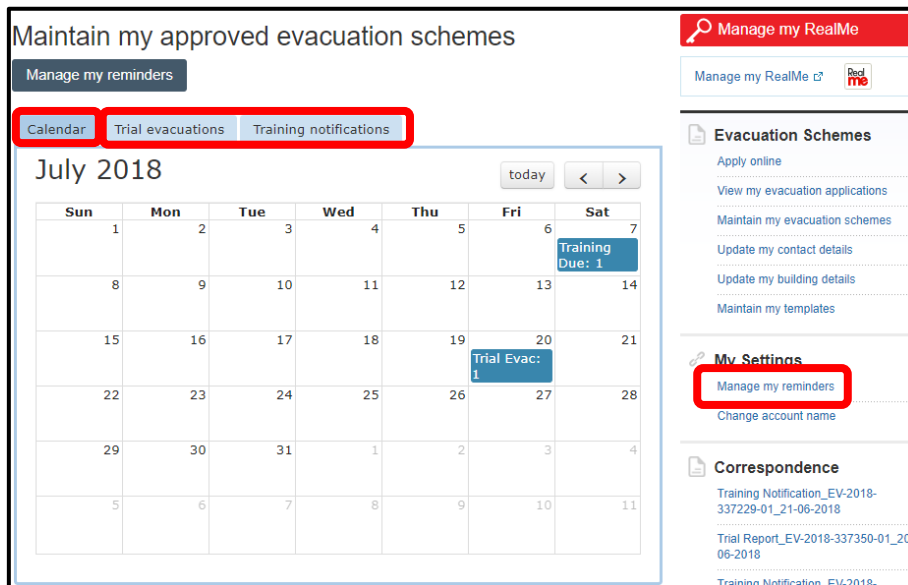 Maintain my approved evacuation schemes
Manage my reminders
Calendar Trial evacuations Training notifications
July 2018 today < >
Sun Mon Tue Wed Thu Fri Sat
1 2 3 4 5 6 7
Training
Due: 1
8 9 10 11 12 13 14
15 16 17 18 19 20 21
Trial Evac:
1
22 23 24 25 26 27 28
29 30 31 1 2 3 4
5 6 7 8 9 10 11
Manage my RealMe
Manage my RealMe Real
me
Evacuation Schemes
Apply online
View my evacuation applications
Maintain my evacuation schemes
Update my contact details
Update my building details
Maintain my templates
My Settings
Manage my reminders
Change account name
Correspondence
Training Notification_EV-2018-
337229-01_21-06-2018
Trial Report_EV-2018-337350-01_20
06-2018
Training Notification_EV-2018-